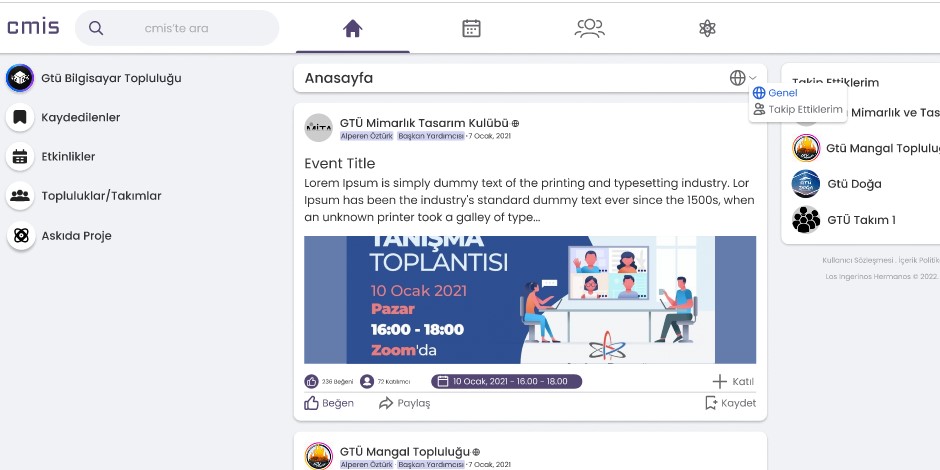 cmis
cmis'te ara
Gtü Bilgisayar Topluluğu
Kaydedilenler
Etkinlikler
Topluluklar/Takımlar
Askıda Proje
Anasayfa
Genel
Takip Ettiklerim
GTÜ Mimarlık Tasarım Kulübü
Alperen Öztürk Başkan Yardımcısı • 7 Ocak, 2021
Event Title
Lorem Ipsum is simply dummy text of the printing and typesetting industry. Lor
Ipsum has been the industry's standard dummy text ever since the 1500s, when
an unknown printer took a galley of type...
TANIŞMA
TOPLANTISI
10 Ocak 2021
Pazar
16:00 - 18:00
Zoom'da
236 Beğeni 72 Katılımcı 10 Ocak, 2021 - 16.00 - 18.00 Katıl
Beğen Paylaş Kaydet
GTÜ Mangal Topluluğu
Alperen Öztürk Başkan Yardımcısı • 7 Ocak, 2021
Takip Ettiklerim
Mimarlık ve Tas
Gtü Mangal Topluluğ
Gtü Doğa
GTÜ Takım 1
Kullanıcı Sözleşmesi . İçerik Politik
Los Ingerinos Hermanos © 2022.